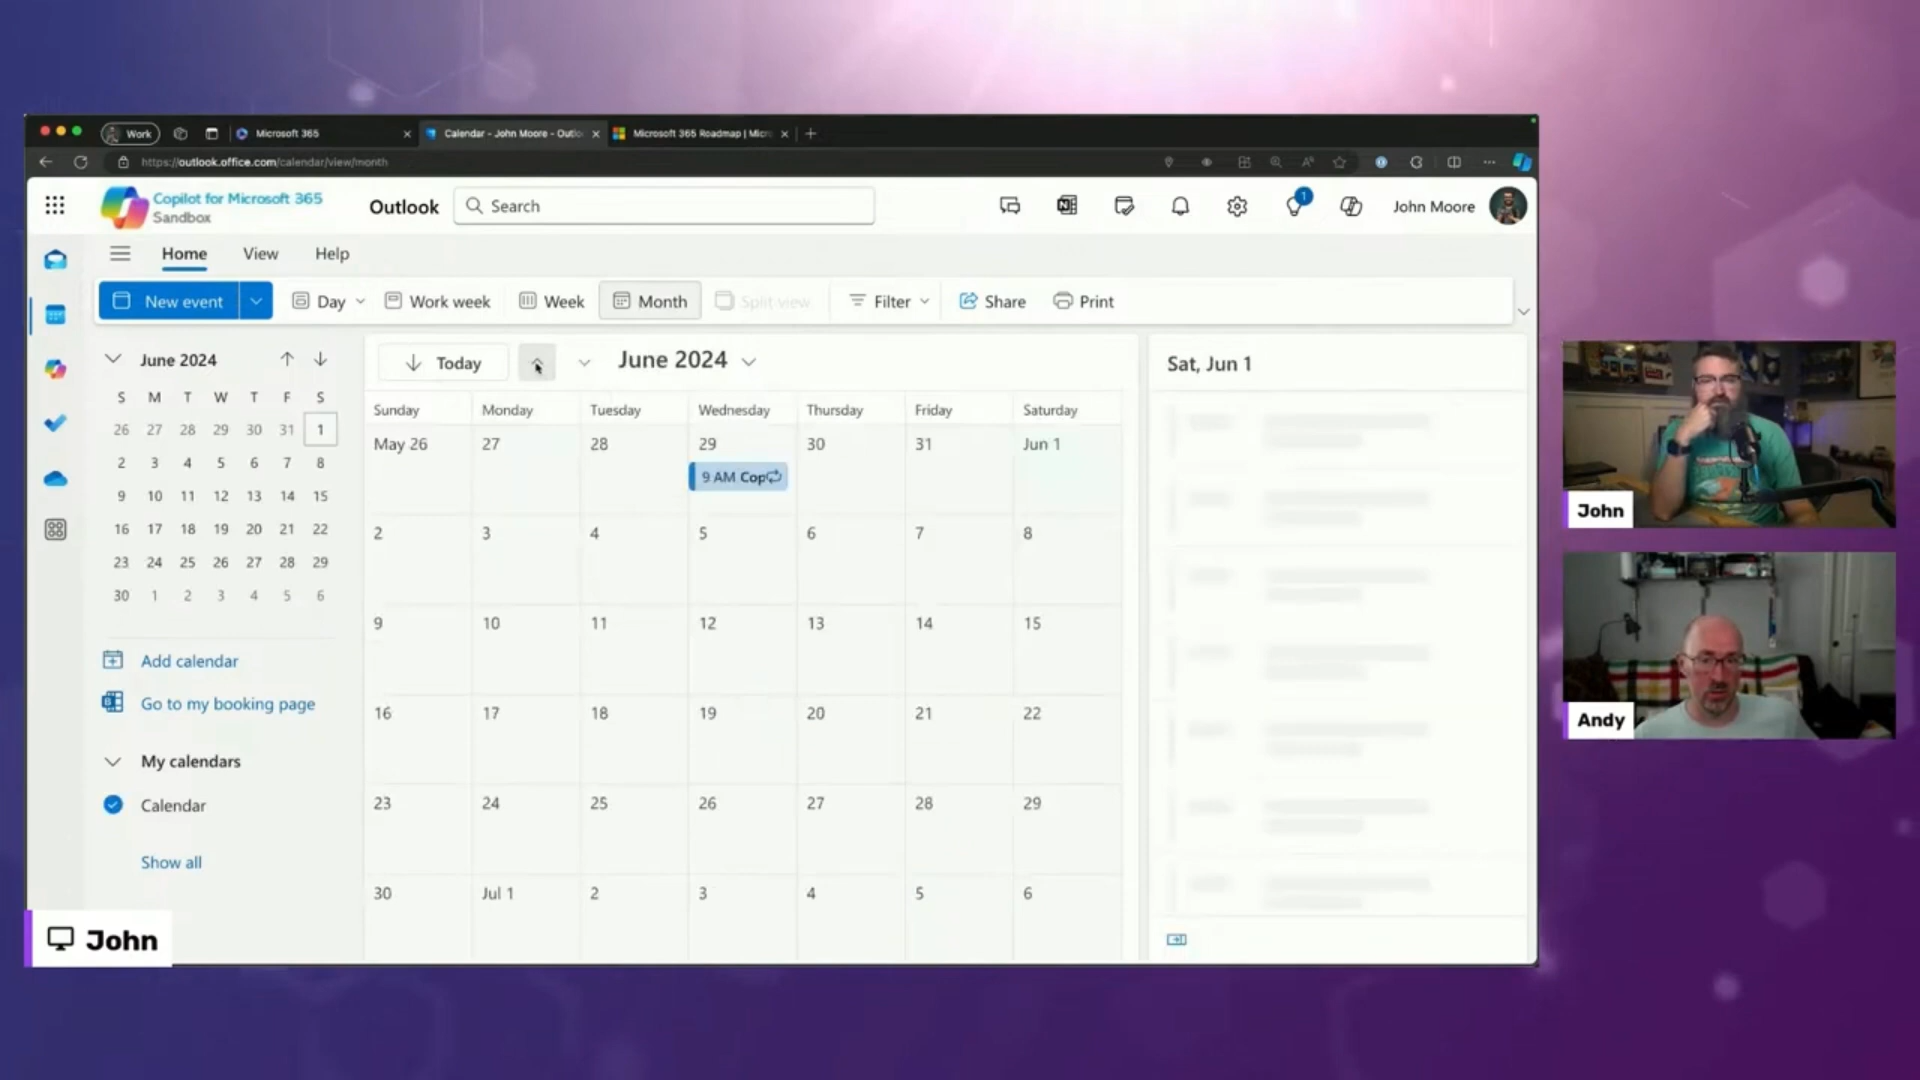 Work
Microsoft 365
Calendar - John Moore - Outlo
Microsoft 365 Roadmap | Micro
https://outlook.office.com/calendar/view/month
Copilot for Microsoft 365
Sandbox
Outlook
Search
1
John Moore
Home
View
Help
New event
Day
Work week
Week
Month
Split view
Filter
Share
Print
June 2024
S M T W T F S
26 27 28 29 30 31 1
2 3 4 5 6 7 8
9 10 11 12 13 14 15
16 17 18 19 20 21 22
23 24 25 26 27 28 29
30 1 2 3 4 5 6
Add calendar
Go to my booking page
My calendars
Calendar
Show all
Today
June 2024
Sunday Monday Tuesday Wednesday Thursday Friday Saturday
May 26 27 28 29 30 31 Jun 1
9 AM Cop
2 3 4 5 6 7 8
9 10 11 12 13 14 15
16 17 18 19 20 21 22
23 24 25 26 27 28 29
30 Jul 1 2 3 4 5 6
Sat, Jun 1
John
Andy
John